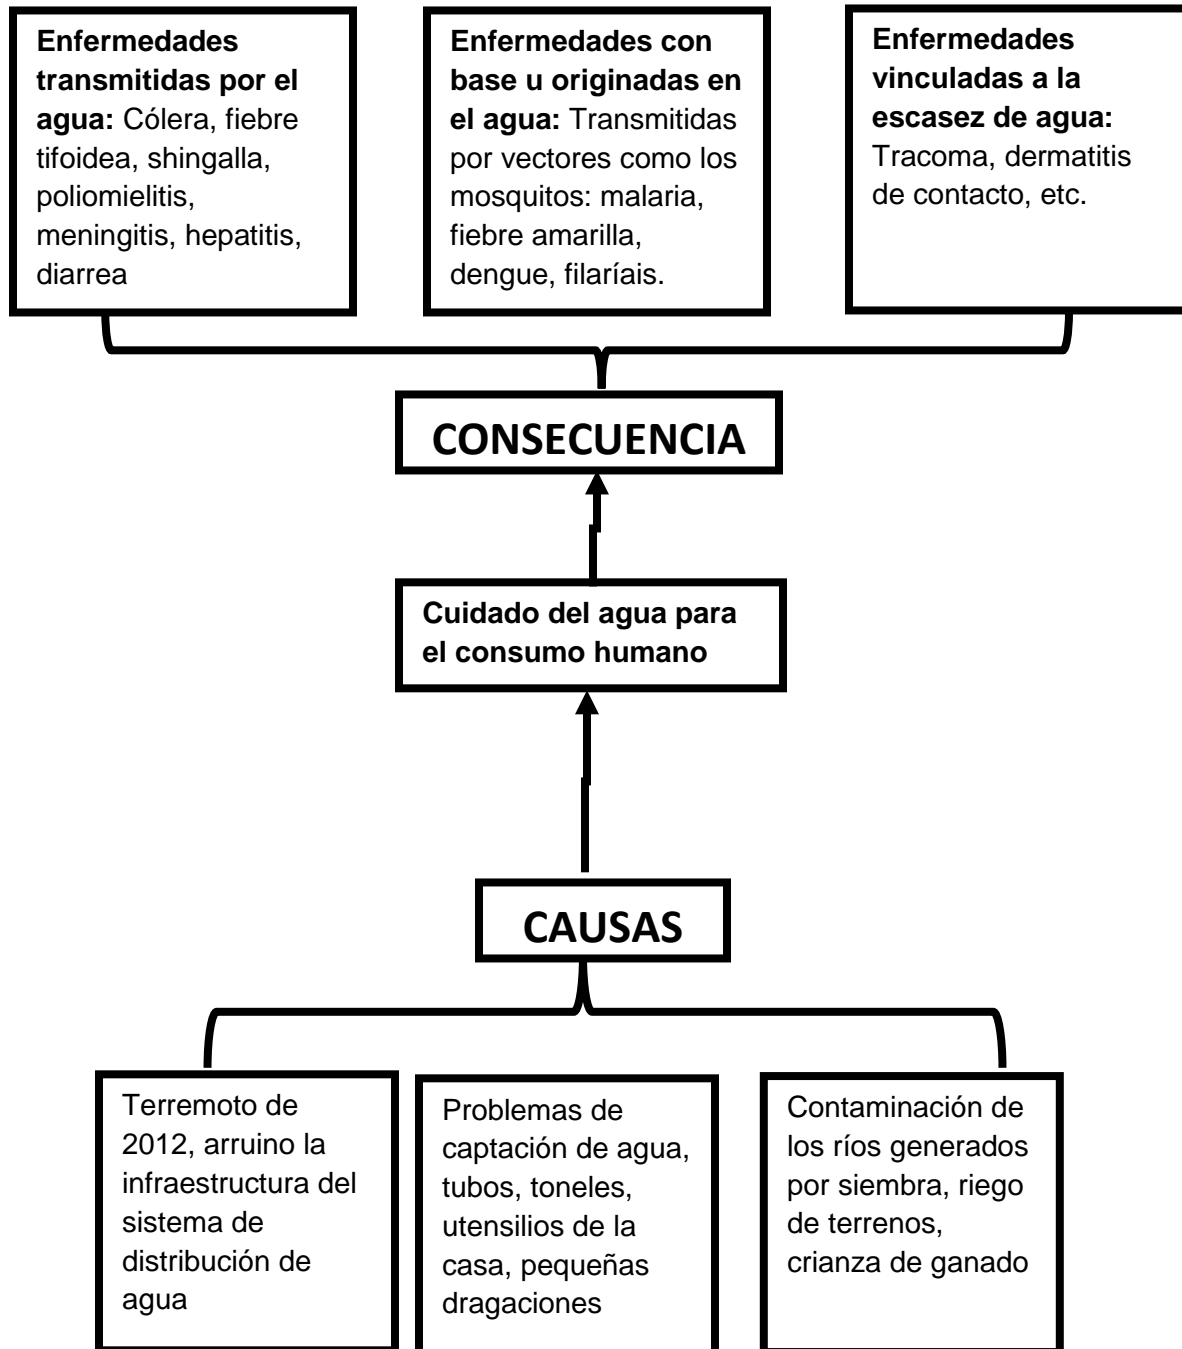 Enfermedades
transmitidas por el
agua: Cólera, fiebre
tifoidea, shingalla,
poliomielitis,
meningitis, hepatitis,
diarrea
Enfermedades con
base u originadas en
el agua: Transmitidas
por vectores como los
mosquitos: malaria,
fiebre amarilla,
dengue, filaríais.
Enfermedades
vinculadas a la
escasez de agua:
Tracoma, dermatitis
de contacto, etc.
CONSECUENCIA
Cuidado del agua para
el consumo humano
CAUSAS
Terremoto de
2012, arruino la
infraestructura del
sistema de
distribución de
agua
Problemas de
captación de agua,
tubos, toneles,
utensilios de la
casa, pequeñas
dragaciones
Contaminación de
los ríos generados
por siembra, riego
de terrenos,
crianza de ganado